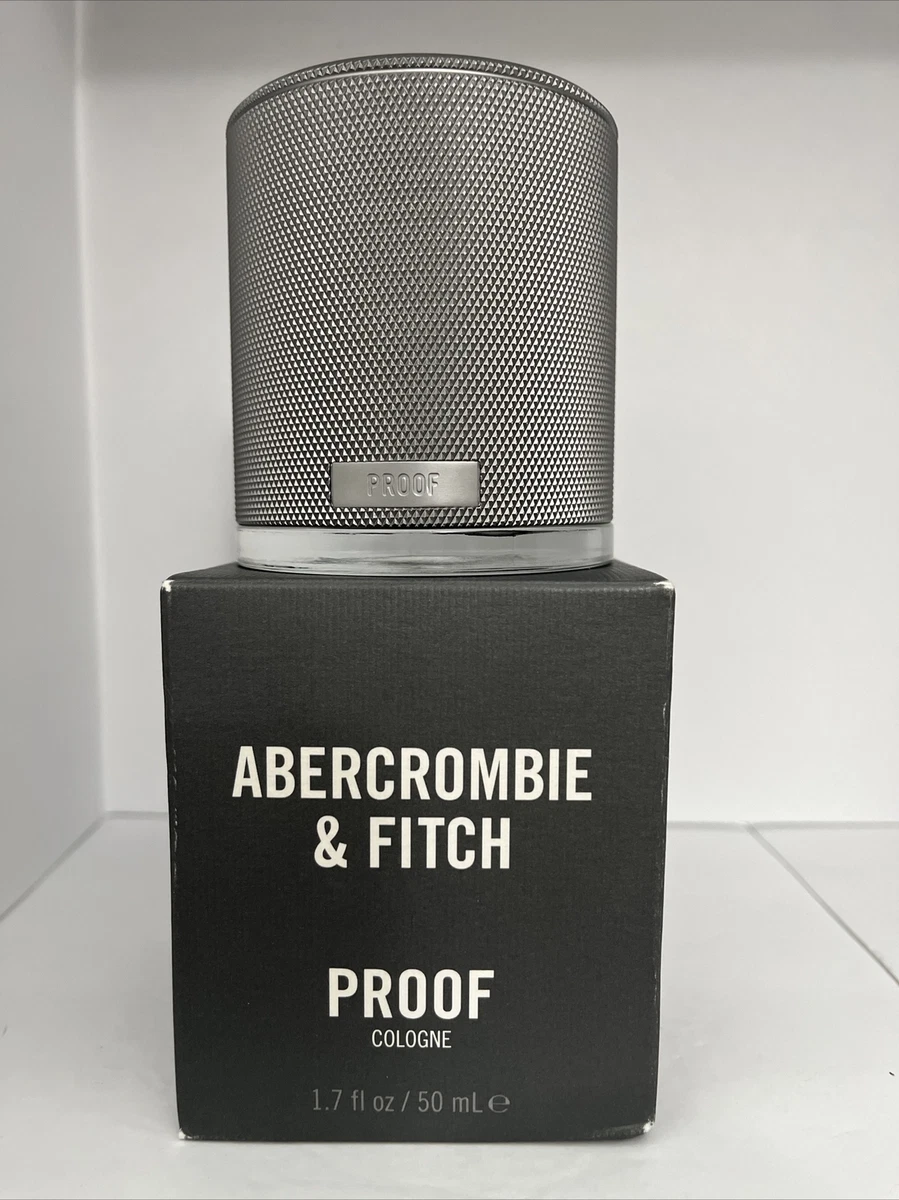 PROOF
ABERCROMBIE
& FITCH
PROOF
COLOGNE
1.7 fl oz / 50 mL ℮